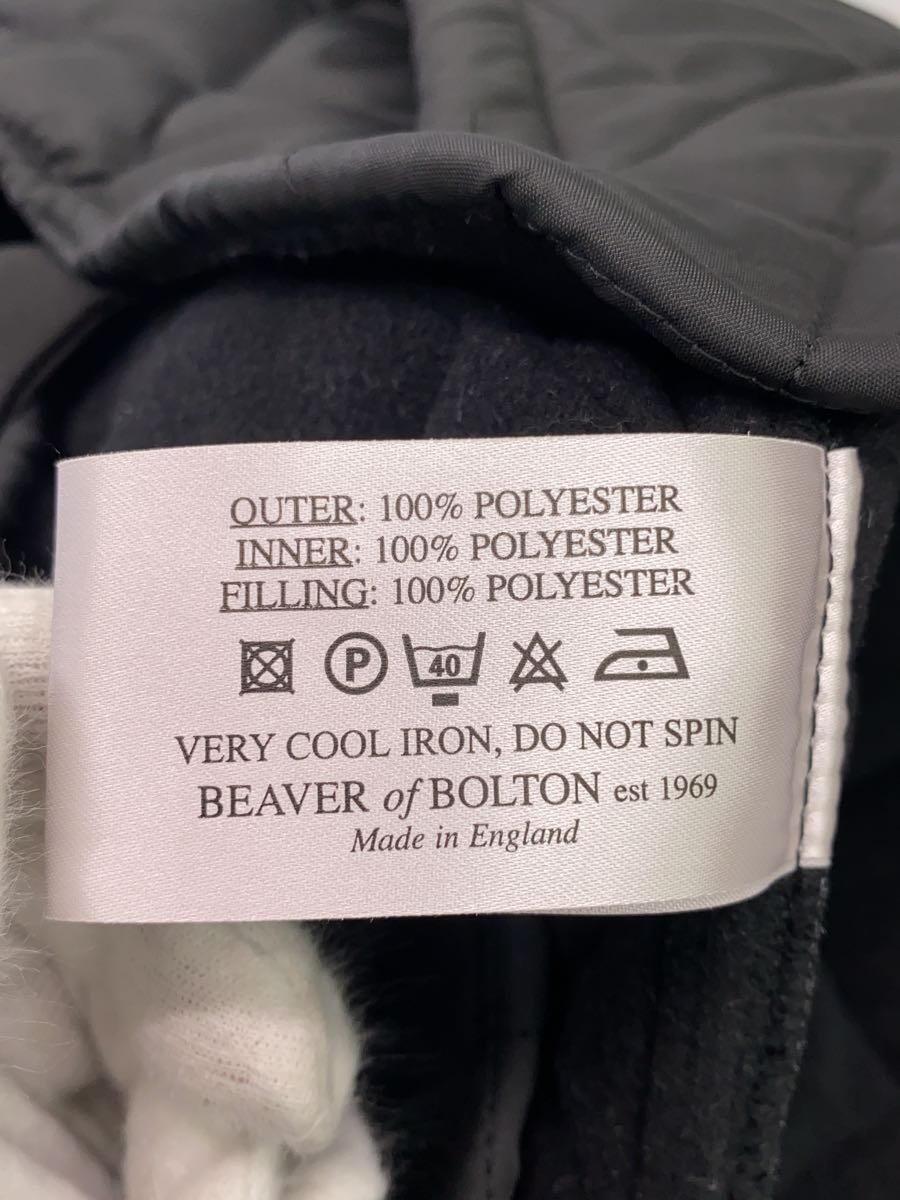 OUTER: 100% POLYESTER
INNER: 100% POLYESTER
FILLING: 100% POLYESTER
P 40
VERY COOL IRON, DO NOT SPIN
BEAVER of BOLTON est 1969
Made in England